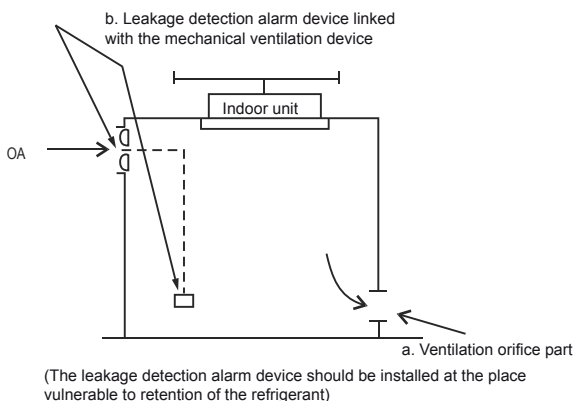 b. Leakage detection alarm device linked
with the mechanical ventilation device
Indoor unit
OA
a. Ventilation orifice part
(The leakage detection alarm device should be installed at the place
vulnerable to retention of the refrigerant)